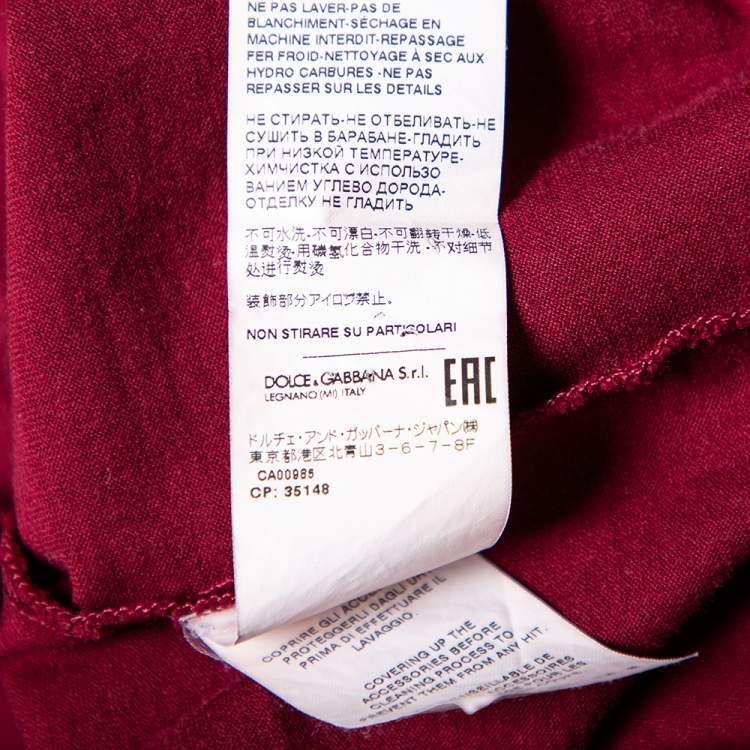 NE PAS LAVER-PAS DE
BLANCHIMENT-SÉCHAGE EN
MACHINE INTERDIT-REPASSAGE
FER FROID-NETTOYAGE À SEC AUX
HYDRO CARBURES -NE PAS
REPASSER SUR LES DETAILS
НЕ СТИРАТЬ-НЕ ОТБЕЛИВАТЬ-НЕ
СУШИТЬ В БАРАБАНЕ-ГЛАДИТЬ
ПРИ НИЗКОЙ ТЕМПЕРАТУРЕ-
ХИМЧИСТКА С ИСПОЛЬЗО
ВАНИЕМ УГЛЕВО ДОРОДА-
ОТДЕЛКУ НЕ ГЛАДИТЬ
不可水洗-不可漂白-不可翻转干燥-低
温熨烫-用碘氢化合物干洗-不对细节
处进行熨烫
装飾部分アイロン禁止。
NON STIRARE SU PARTICOLARI
DOLCE & GABBANA S.r.l.
LEGNANO (MI) ITALY
EAC
ドルチェ・アンド・ガッバーナ・ジャパン(株)
東京都港区北青山3-6-7-8F
CA00985
CP: 35148
COPRIRE GLI
PROTEGGERLI DAGLI
PRIMA DI EFFETTUARE IL
LAVAGGIO.
COVERING UP THE
ACCESSORIES BEFORE
CLEANING PROCESS TO
PREVENT THEM FROM ANY HIT.